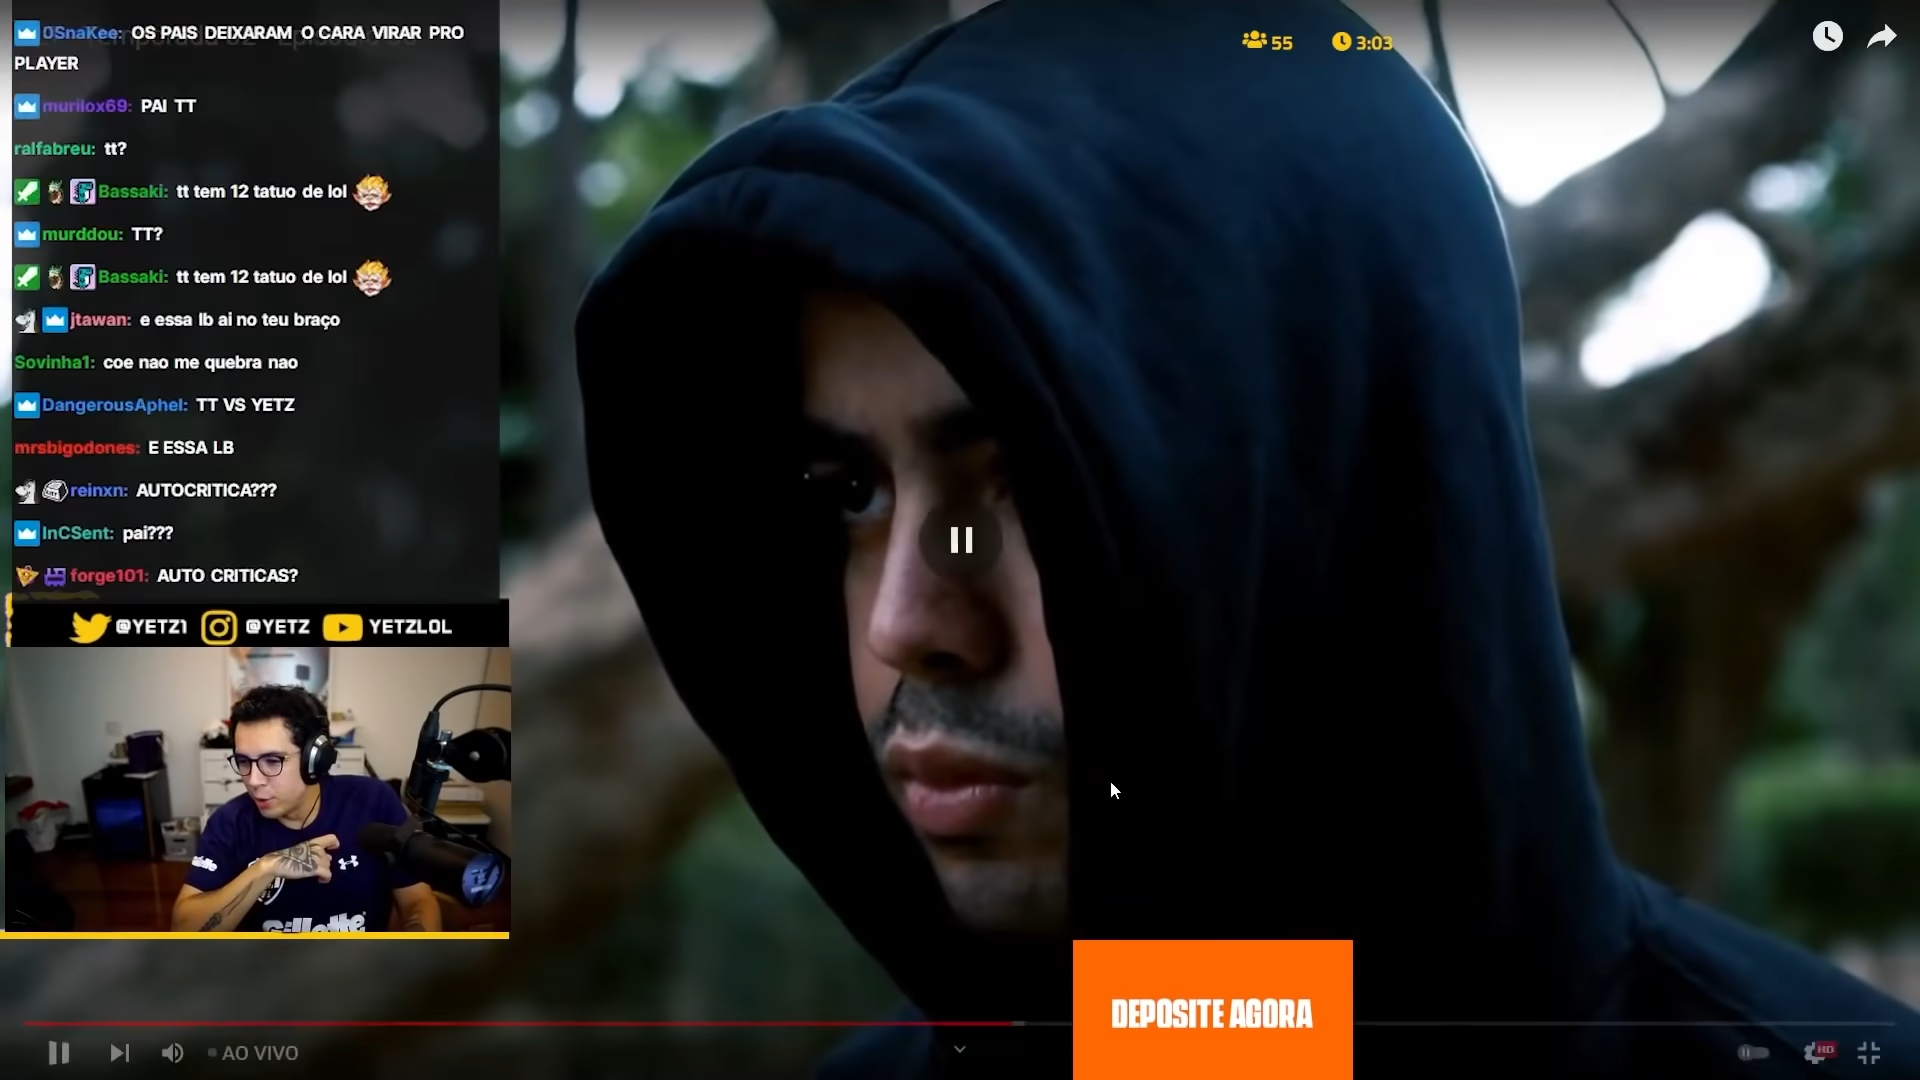 0SnaKee: OS PAIS DEIXARAM O CARA VIRAR PRO
PLAYER
murilox69: PAI TT
ralfabreu: tt?
Bassaki: tt tem 12 tatuo de lol
murddou: TT?
Bassaki: tt tem 12 tatuo de lol
jtawan: e essa lb ai no teu braço
Sovinha1: coe nao me quebra nao
DangerousAphel: TT VS YETZ
mrsbigodones: E ESSA LB
reinxn: AUTOCRITICA???
InCSent: pai???
forge101: AUTO CRITICAS?
@YETZ1 @YETZ YETZLOL
55 3:03
Gillette
DEPOSITE AGORA
AO VIVO
HD